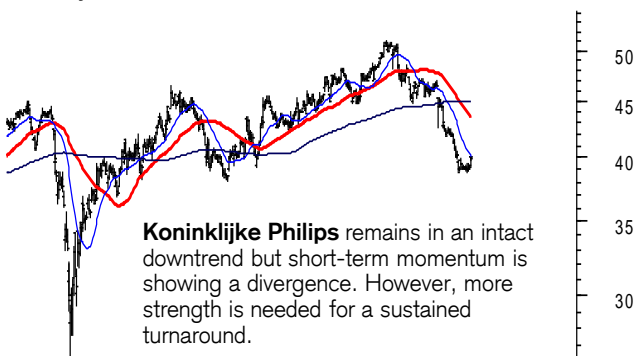 50
45
40
35
30
Koninklijke Philips remains in an intact
downtrend but short-term momentum is
showing a divergence. However, more
strength is needed for a sustained
turnaround.